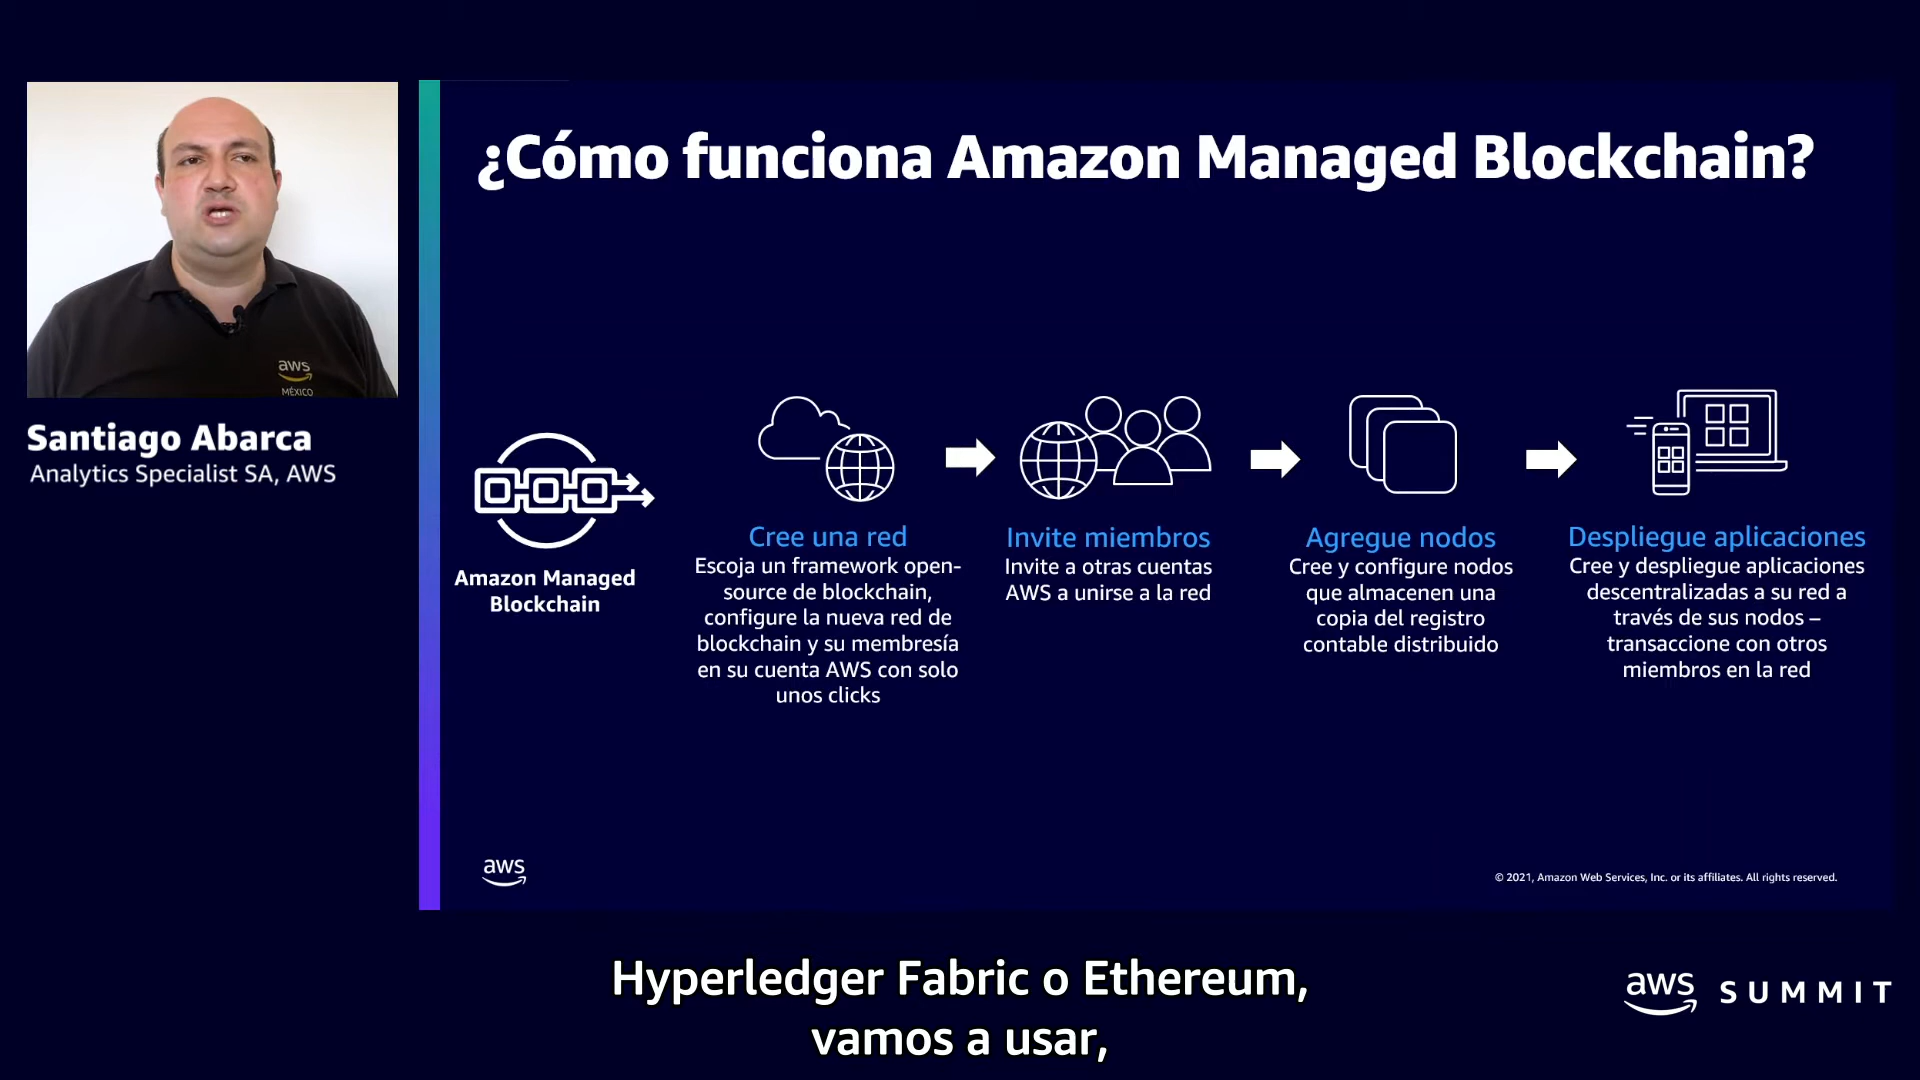 ¿Cómo funciona Amazon Managed Blockchain?
aws
MÉXICO
Santiago Abarca
Analytics Specialist SA, AWS
Amazon Managed
Blockchain
Cree una red
Escoja un framework open-
source de blockchain,
configure la nueva red de
blockchain y su membresía
en su cuenta AWS con solo
unos clicks
Invite miembros
Invite a otras cuentas
AWS a unirse a la red
Agregue nodos
Cree y configure nodos
que almacenen una
copia del registro
contable distribuido
Despliegue aplicaciones
Cree y despliegue aplicaciones
descentralizadas a su red a
través de sus nodos –
transaccione con otros
miembros en la red
aws
© 2021, Amazon Web Services, Inc. or its affiliates. All rights reserved.
Hyperledger Fabric o Ethereum,
vamos a usar,
aws SUMMIT